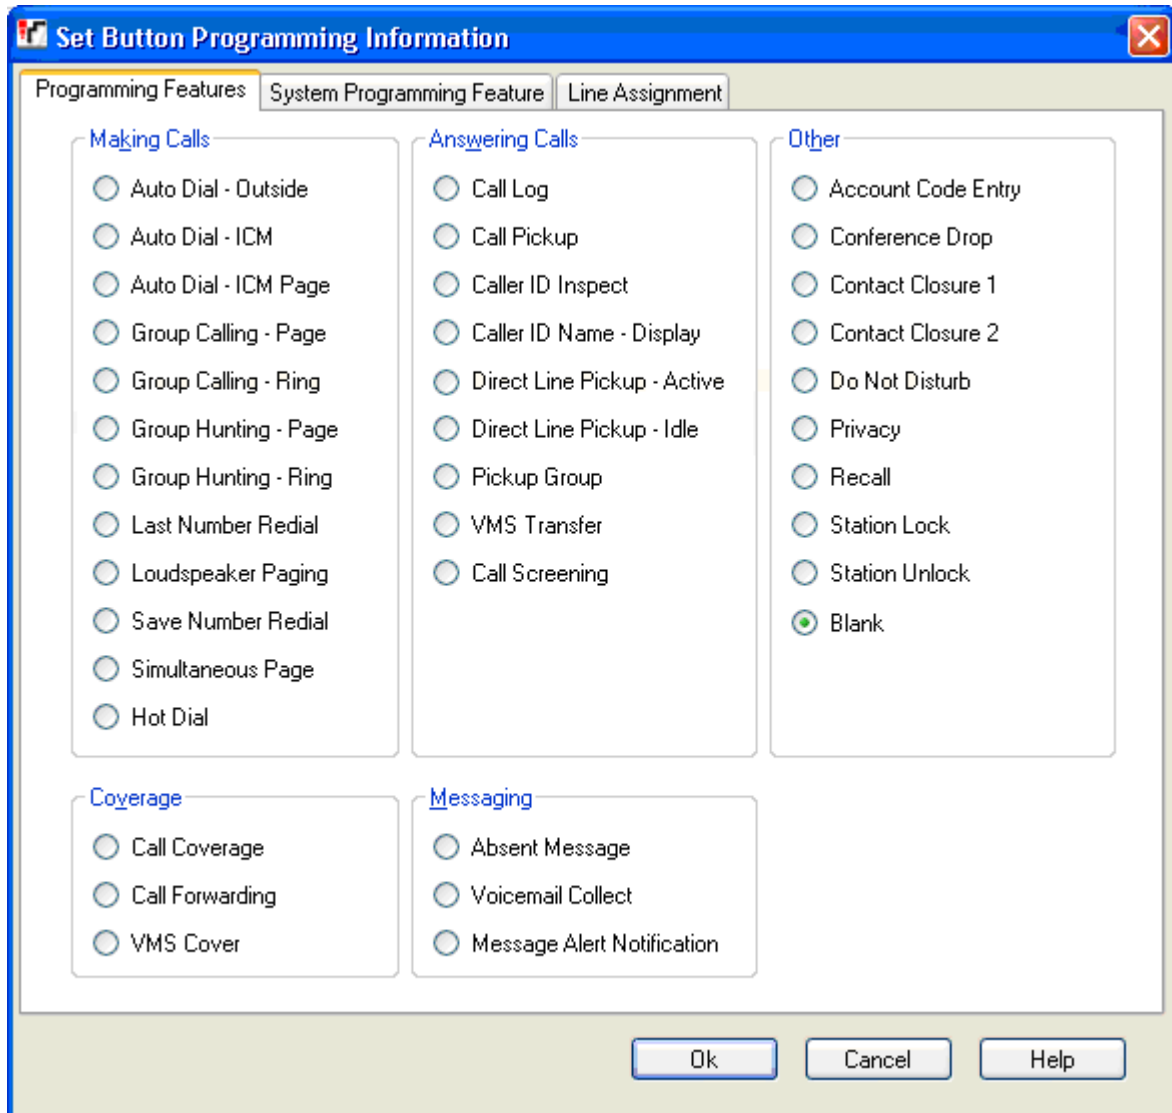 Set Button Programming Information
Programming Features
System Programming Feature
Line Assignment
Making Calls
Auto Dial - Outside
Auto Dial - ICM
Auto Dial - ICM Page
Group Calling - Page
Group Calling - Ring
Group Hunting - Page
Group Hunting - Ring
Last Number Redial
Loudspeaker Paging
Save Number Redial
Simultaneous Page
Hot Dial
Answering Calls
Call Log
Call Pickup
Caller ID Inspect
Caller ID Name - Display
Direct Line Pickup - Active
Direct Line Pickup - Idle
Pickup Group
VMS Transfer
Call Screening
Other
Account Code Entry
Conference Drop
Contact Closure 1
Contact Closure 2
Do Not Disturb
Privacy
Recall
Station Lock
Station Unlock
Blank
Coverage
Call Coverage
Call Forwarding
VMS Cover
Messaging
Absent Message
Voicemail Collect
Message Alert Notification
Ok
Cancel
Help